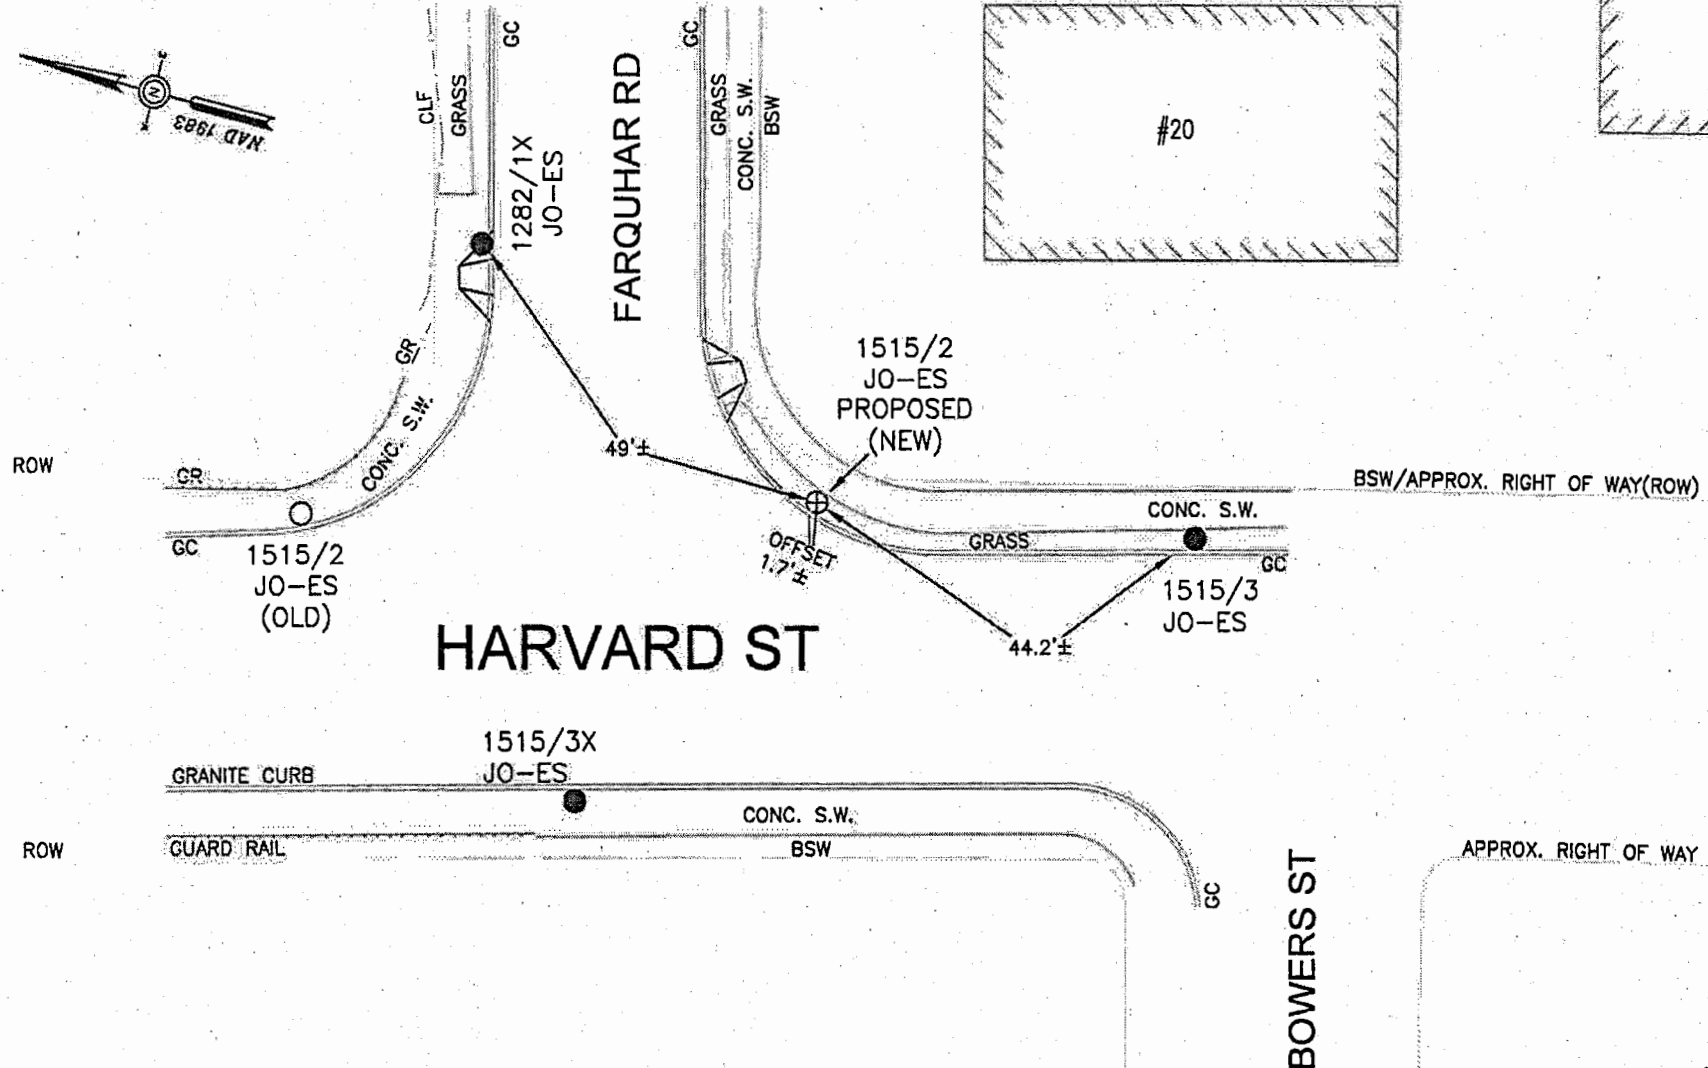 GC
GC
CLF
GRASS
FARQUHAR RD
GRASS
CONC. S.W.
BSW
#20
N
NAD 1983
1282/1X
JO-ES
GR
CONC. S.W.
1515/2
JO-ES
PROPOSED
(NEW)
49'±
ROW
GR
GC
1515/2
JO-ES
(OLD)
OFFSET
1.7'±
BSW/APPROX. RIGHT OF WAY(ROW)
CONC. S.W.
GRASS
GC
1515/3
JO-ES
44.2'±
HARVARD ST
1515/3X
JO-ES
GRANITE CURB
CONC. S.W.
ROW
GUARD RAIL
BSW
APPROX. RIGHT OF WAY
GC
BOWERS ST